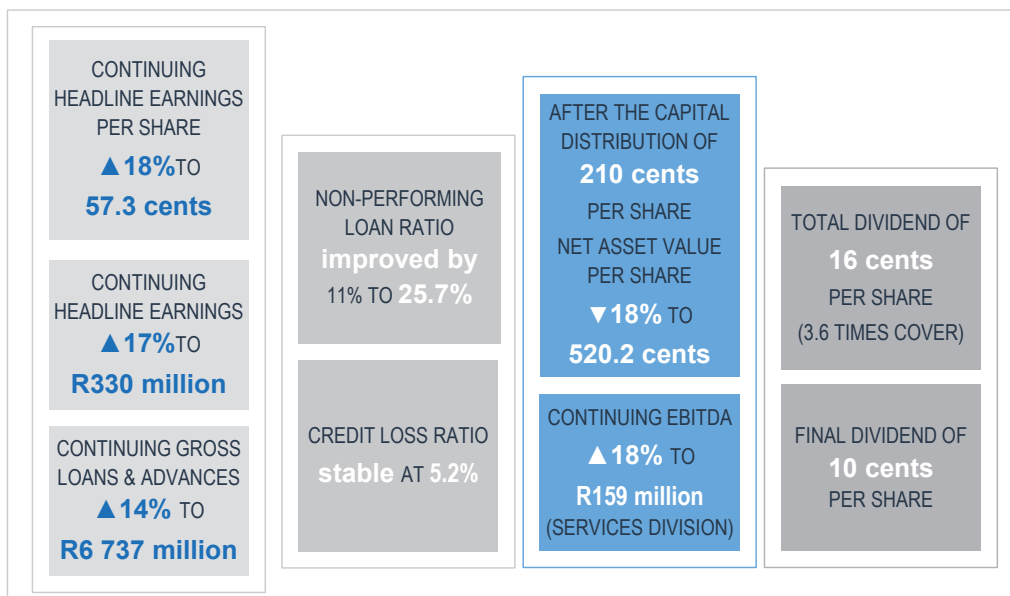 CONTINUING
HEADLINE EARNINGS
PER SHARE
▲18% TO
57.3 cents
CONTINUING
HEADLINE EARNINGS
▲17% TO
R330 million
CONTINUING GROSS
LOANS & ADVANCES
▲14% TO
R6 737 million
NON-PERFORMING
LOAN RATIO
improved by
11% TO 25.7%
CREDIT LOSS RATIO
stable AT 5.2%
AFTER THE CAPITAL
DISTRIBUTION OF
210 cents
PER SHARE
NET ASSET VALUE
PER SHARE
▼18% TO
520.2 cents
CONTINUING EBITDA
▲18% TO
R159 million
(SERVICES DIVISION)
TOTAL DIVIDEND OF
16 cents
PER SHARE
(3.6 TIMES COVER)
FINAL DIVIDEND OF
10 cents
PER SHARE